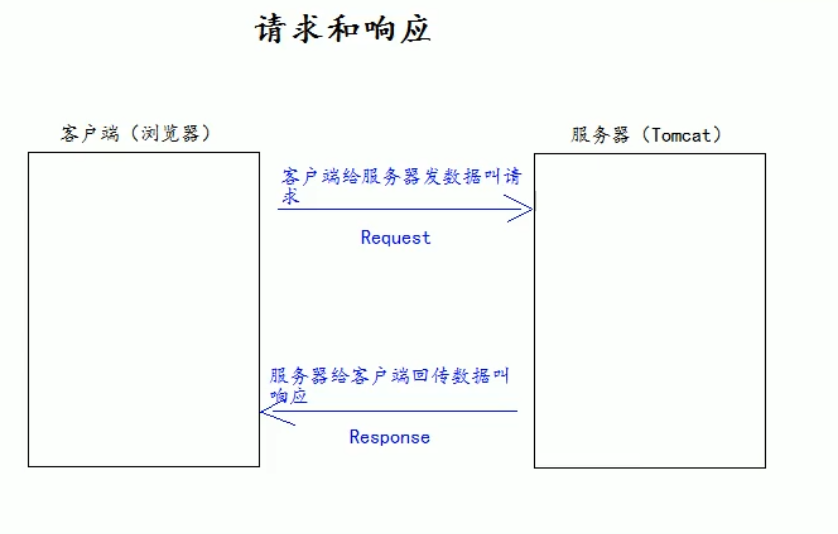 请求和响应
客户端（浏览器）
服务器（Tomcat）
客户端给服务器发数据叫请
求
Request
服务器给客户端回传数据叫
响应
Response